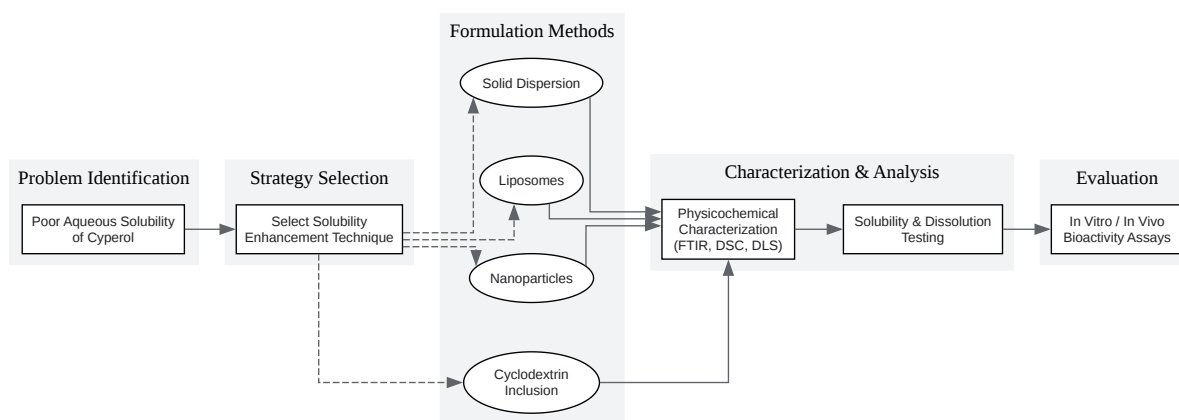 Problem Identification
Poor Aqueous Solubility
of Cyperol
Strategy Selection
Select Solubility
Enhancement Technique
Formulation Methods
Solid Dispersion
Liposomes
Nanoparticles
Cyclodextrin
Inclusion
Characterization & Analysis
Physicochemical
Characterization
(FTIR, DSC, DLS)
Solubility & Dissolution
Testing
Evaluation
In Vitro / In Vivo
Bioactivity Assays